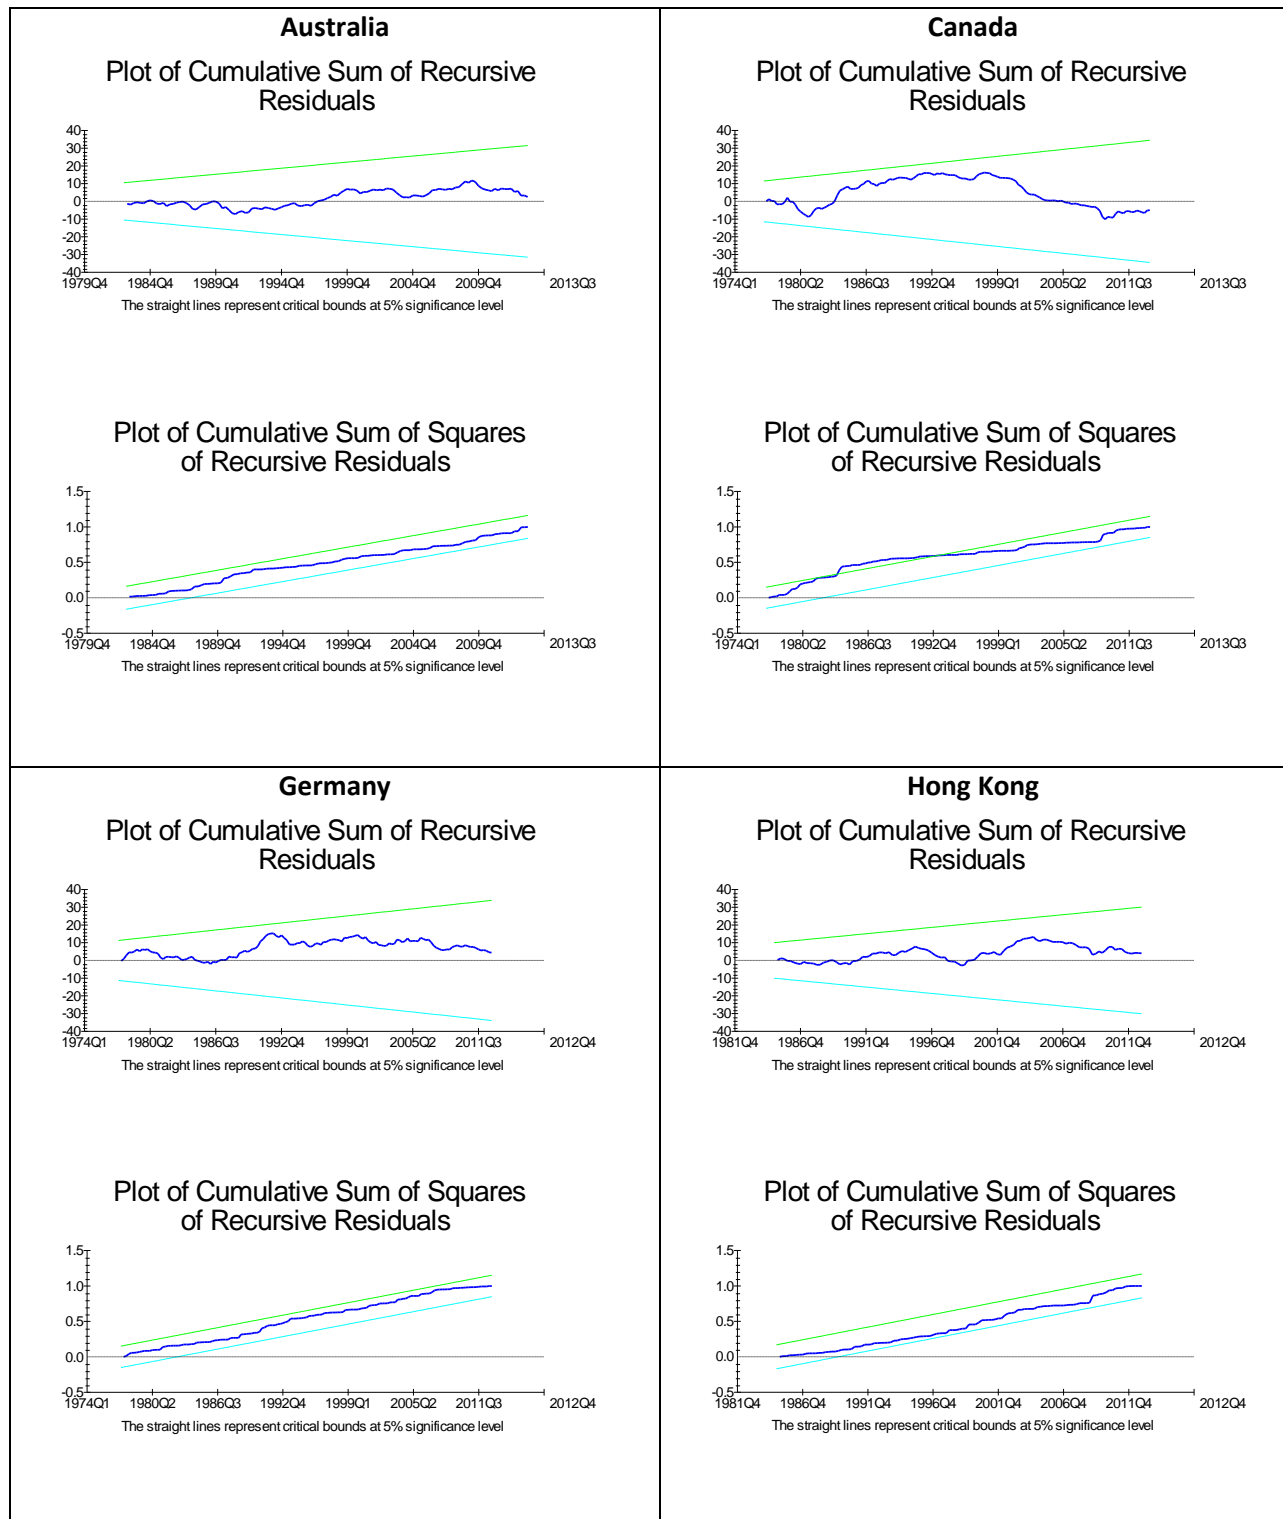 Australia
Plot of Cumulative Sum of Recursive
Residuals
40
30
20
10
0
-10
-20
-30
-40
1979Q4 1984Q4 1989Q4 1994Q4 1999Q4 2004Q4 2009Q4 2013Q3
The straight lines represent critical bounds at 5% significance level
Plot of Cumulative Sum of Squares
of Recursive Residuals
1.5
1.0
0.5
0.0
-0.5
1979Q4 1984Q4 1989Q4 1994Q4 1999Q4 2004Q4 2009Q4 2013Q3
The straight lines represent critical bounds at 5% significance level
Canada
Plot of Cumulative Sum of Recursive
Residuals
40
30
20
10
0
-10
-20
-30
-40
1974Q1 1980Q2 1986Q3 1992Q4 1999Q1 2005Q2 2011Q3 2013Q3
The straight lines represent critical bounds at 5% significance level
Plot of Cumulative Sum of Squares
of Recursive Residuals
1.5
1.0
0.5
0.0
-0.5
1974Q1 1980Q2 1986Q3 1992Q4 1999Q1 2005Q2 2011Q3 2013Q3
The straight lines represent critical bounds at 5% significance level
Germany
Plot of Cumulative Sum of Recursive
Residuals
40
30
20
10
0
-10
-20
-30
-40
1974Q1 1980Q2 1986Q3 1992Q4 1999Q1 2005Q2 2011Q3 2012Q4
The straight lines represent critical bounds at 5% significance level
Plot of Cumulative Sum of Squares
of Recursive Residuals
1.5
1.0
0.5
0.0
-0.5
1974Q1 1980Q2 1986Q3 1992Q4 1999Q1 2005Q2 2011Q3 2012Q4
The straight lines represent critical bounds at 5% significance level
Hong Kong
Plot of Cumulative Sum of Recursive
Residuals
40
30
20
10
0
-10
-20
-30
-40
1981Q4 1986Q4 1991Q4 1996Q4 2001Q4 2006Q4 2011Q4 2012Q4
The straight lines represent critical bounds at 5% significance level
Plot of Cumulative Sum of Squares
of Recursive Residuals
1.5
1.0
0.5
0.0
-0.5
1981Q4 1986Q4 1991Q4 1996Q4 2001Q4 2006Q4 2011Q4 2012Q4
The straight lines represent critical bounds at 5% significance level